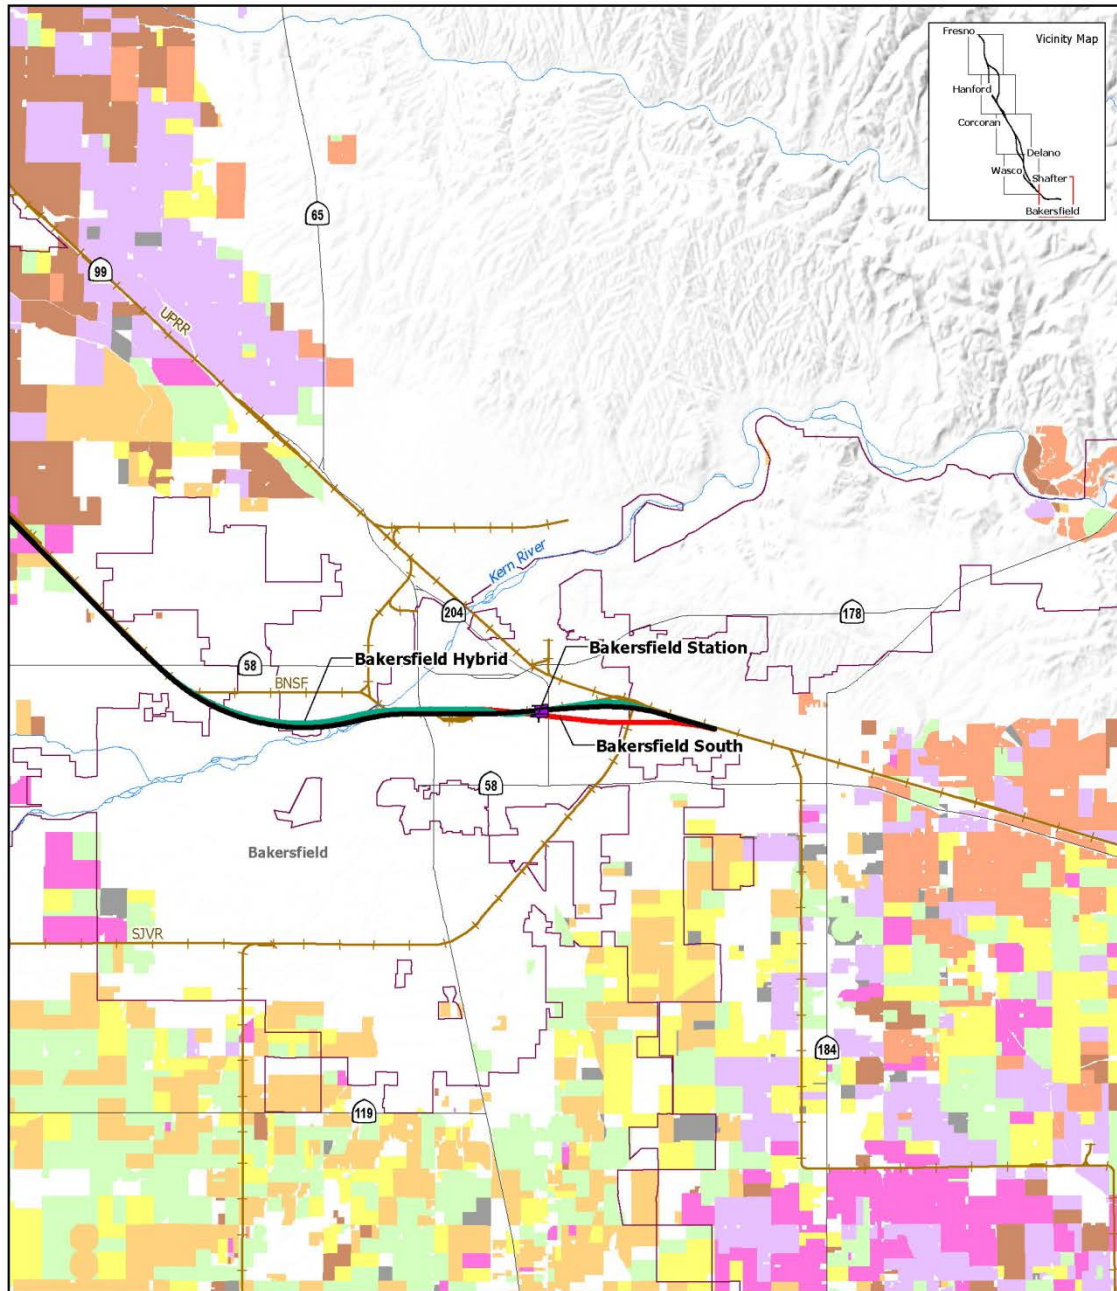 Vicinity Map
Fresno
Hanford
Corcoran
Delano
Wasco
Shafter
Bakersfield
65
99
UPRR
Kern River
204
178
58
Bakersfield Station
Bakersfield Hybrid
BNSF
Bakersfield South
58
Bakersfield
SJVR
184
119